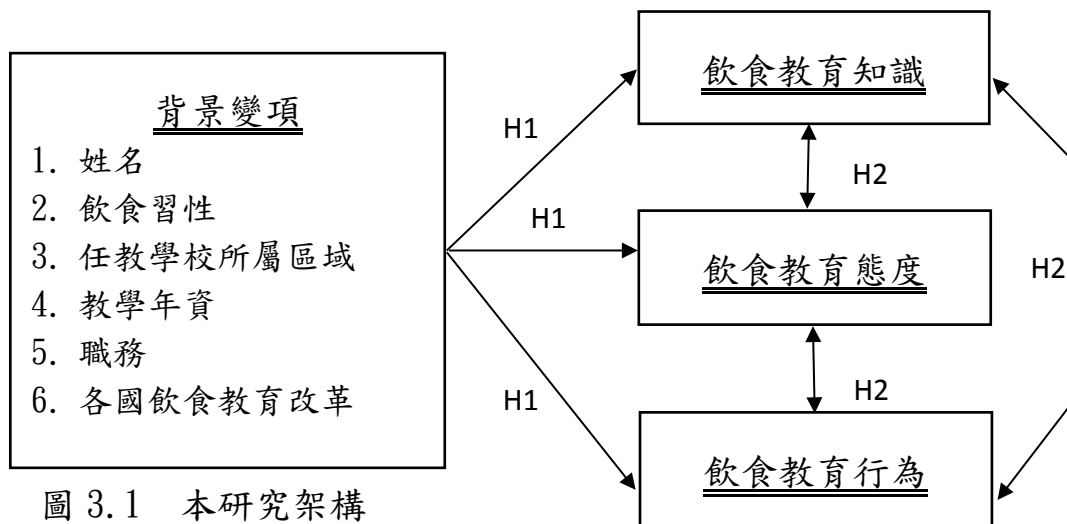 背景變項
1. 姓名
2. 飲食習性
3. 任教學校所屬區域
4. 教學年資
5. 職務
6. 各國飲食教育改革
圖 3.1 本研究架構
H1
H1
H1
飲食教育知識
H2
飲食教育態度
H2
飲食教育行為
H2